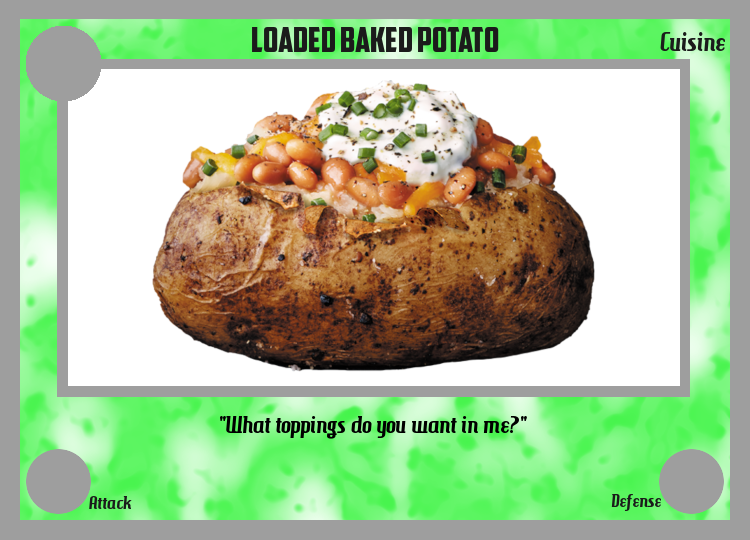 LOADED BAKED POTATO
Cuisine
"What toppings do you want in me?"
Attack
Defense